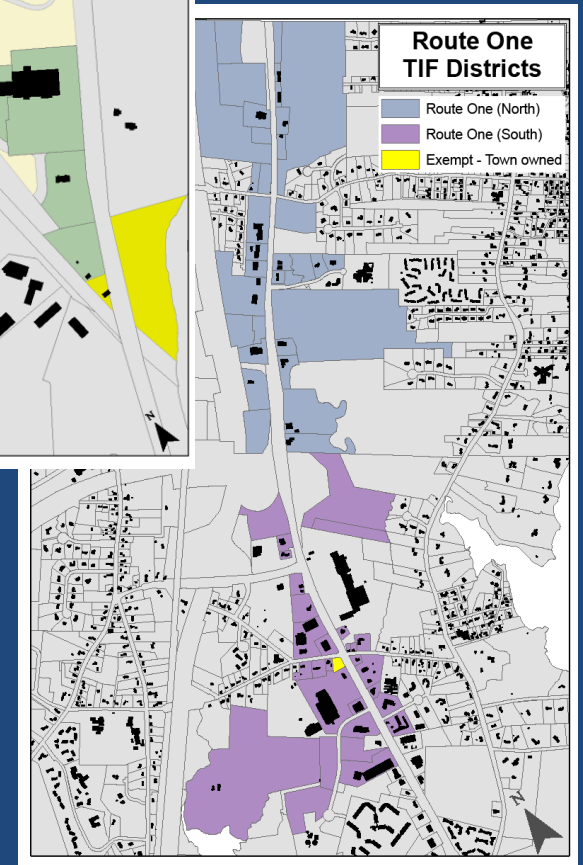 Route One
TIF Districts
Route One (North)
Route One (South)
Exempt - Town owned
N
N